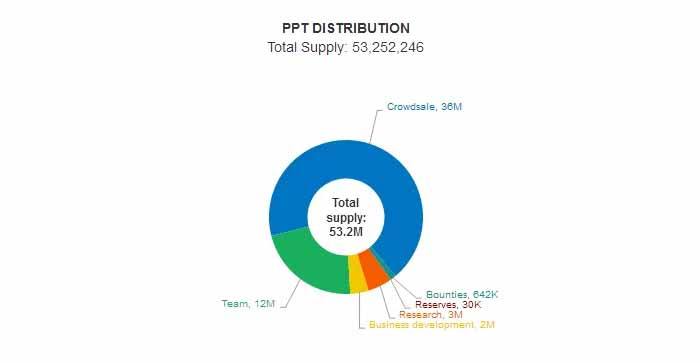 PPT DISTRIBUTION
Total Supply: 53,252,246
Crowdsale, 36M
Total
supply:
53.2M
Bounties, 642K
Team, 12M
Reserves, 30K
Research, 3M
Business development, 2M